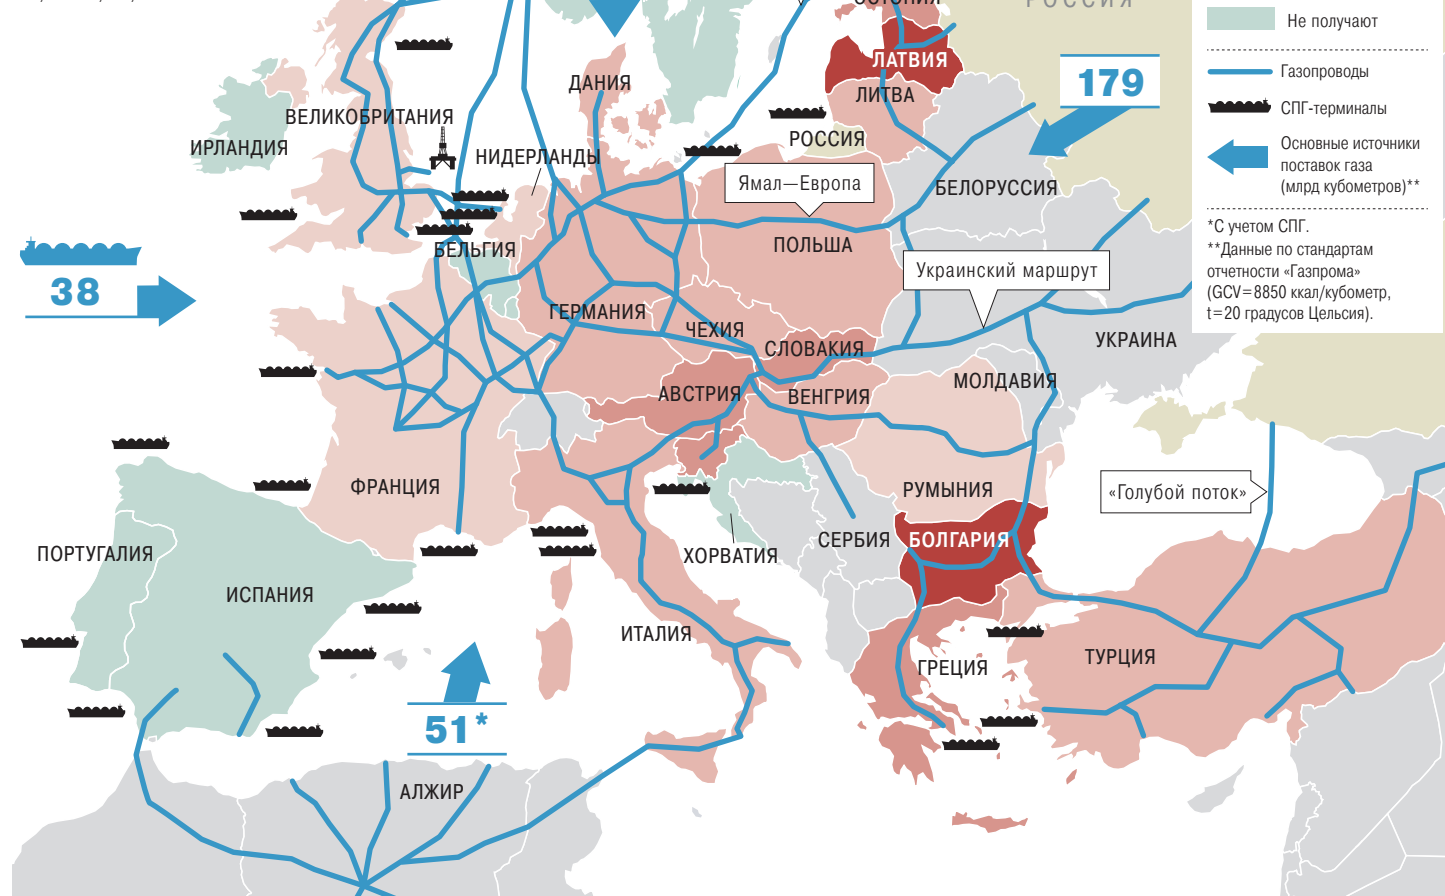 ЭСТОНИЯ
РОССИЯ
Не получают
ЛАТВИЯ
Газопроводы
179
ДАНИЯ
ЛИТВА
СПГ-терминалы
ВЕЛИКОБРИТАНИЯ
ИРЛАНДИЯ
РОССИЯ
Основные источники
поставок газа
(млрд кубометров)**
НИДЕРЛАНДЫ
Ямал—Европа
БЕЛОРУССИЯ
*С учетом СПГ.
**Данные по стандартам
отчетности «Газпрома»
(GCV=8850 ккал/кубометр,
t=20 градусов Цельсия).
БЕЛЬГИЯ
ПОЛЬША
Украинский маршрут
38
ГЕРМАНИЯ
ЧЕХИЯ
СЛОВАКИЯ
УКРАИНА
АВСТРИЯ
ВЕНГРИЯ
МОЛДАВИЯ
ФРАНЦИЯ
РУМЫНИЯ
«Голубой поток»
ПОРТУГАЛИЯ
ХОРВАТИЯ
СЕРБИЯ
БОЛГАРИЯ
ИСПАНИЯ
ИТАЛИЯ
ГРЕЦИЯ
ТУРЦИЯ
51*
АЛЖИР